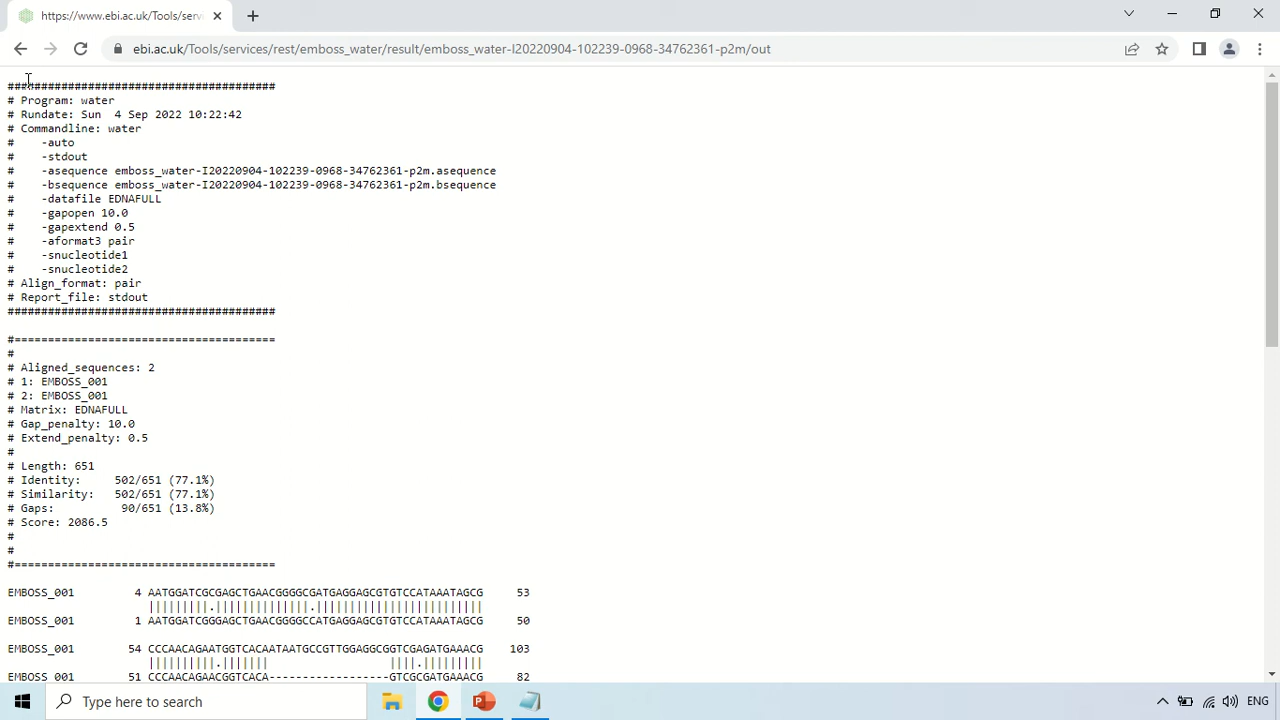 https://www.ebi.ac.uk/Tools/serv
ebi.ac.uk/Tools/services/rest/emboss_water/result/emboss_water-I20220904-102239-0968-34762361-p2m/out
########################################
# Program: water
# Rundate: Sun  4 Sep 2022 10:22:42
# Commandline: water
#    -auto
#    -stdout
#    -asequence emboss_water-I20220904-102239-0968-34762361-p2m.asequence
#    -bsequence emboss_water-I20220904-102239-0968-34762361-p2m.bsequence
#    -datafile EDNAFULL
#    -gapopen 10.0
#    -gapextend 0.5
#    -aformat3 pair
#    -snucleotide1
#    -snucleotide2
# Align_format: pair
# Report_file: stdout
########################################
#=======================================
#
# Aligned_sequences: 2
# 1: EMBOSS_001
# 2: EMBOSS_001
# Matrix: EDNAFULL
# Gap_penalty: 10.0
# Extend_penalty: 0.5
#
# Length: 651
# Identity:     502/651 (77.1%)
# Similarity:   502/651 (77.1%)
# Gaps:          90/651 (13.8%)
# Score: 2086.5
#
#
#=======================================
EMBOSS_001         4 AATGGATCGCGAGCTGAACGGGGCGATGAGGAGCGTGTCCATAAATAGCG     53
                     |||||||||.||||||||||||||.|||||||||||||||||||||||||
EMBOSS_001         1 AATGGATCGGGAGCTGAACGGGGCCATGAGGAGCGTGTCCATAAATAGCG     50
EMBOSS_001        54 CCCAACAGAATGGTCACAATAATGCCGTTGGAGGCGGTCGAGATGAAACG    103
                     ||||||||||.|||||||                  ||||.|||||||||
EMBOSS_001        51 CCCAACAGAACGGTCACA------------------GTCGCGATGAAACG     82
Type here to search
ENG